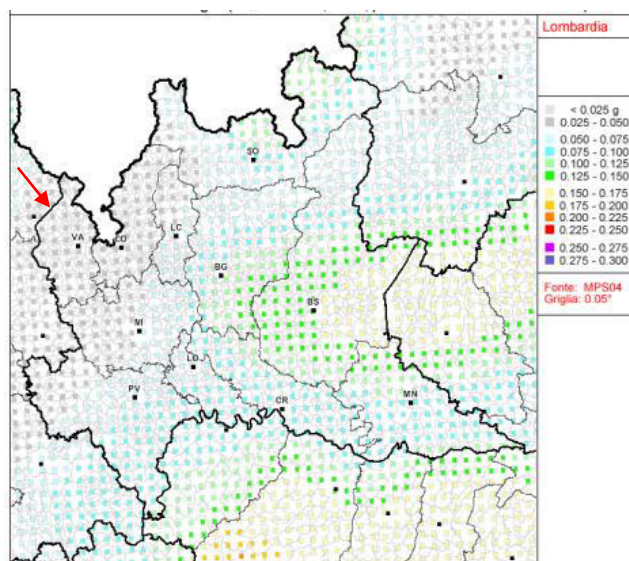 Lombardia
< 0.025 g
0.025 - 0.050
0.050 - 0.075
0.075 - 0.100
0.100 - 0.125
0.125 - 0.150
0.150 - 0.175
0.175 - 0.200
0.200 - 0.225
0.225 - 0.250
0.250 - 0.275
0.275 - 0.300
Fonte: MPS04
Griglia: 0.05°
SO
VA
CO
LC
BG
BS
MI
LO
PV
CR
MN